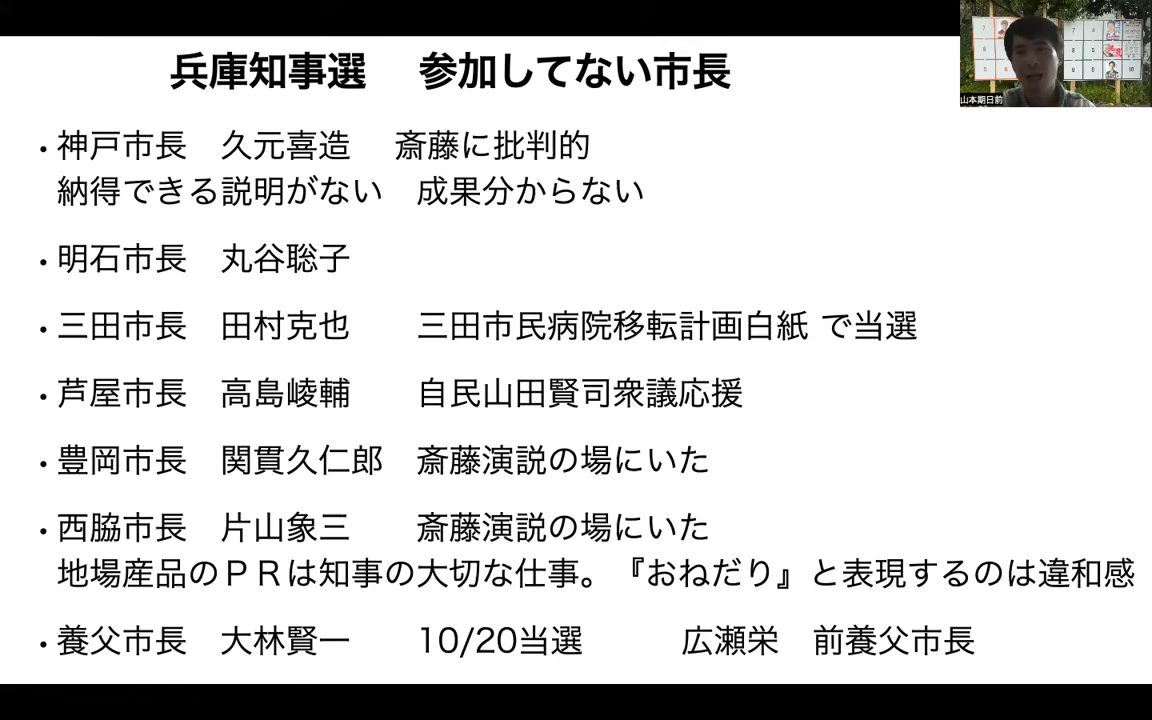 兵庫知事選　参加してない市長
山本期日前
・神戸市長　久元喜造　斎藤に批判的
納得できる説明がない　成果分からない
・明石市長　丸谷聡子
・三田市長　田村克也　三田市民病院移転計画白紙 で当選
・芦屋市長　高島崚輔　自民山田賢司衆議応援
・豊岡市長　関貫久仁郎　斎藤演説の場にいた
・西脇市長　片山象三　斎藤演説の場にいた
地場産品のＰＲは知事の大切な仕事。『おねだり』と表現するのは違和感
・養父市長　大林賢一　10/20当選　広瀬栄　前養父市長